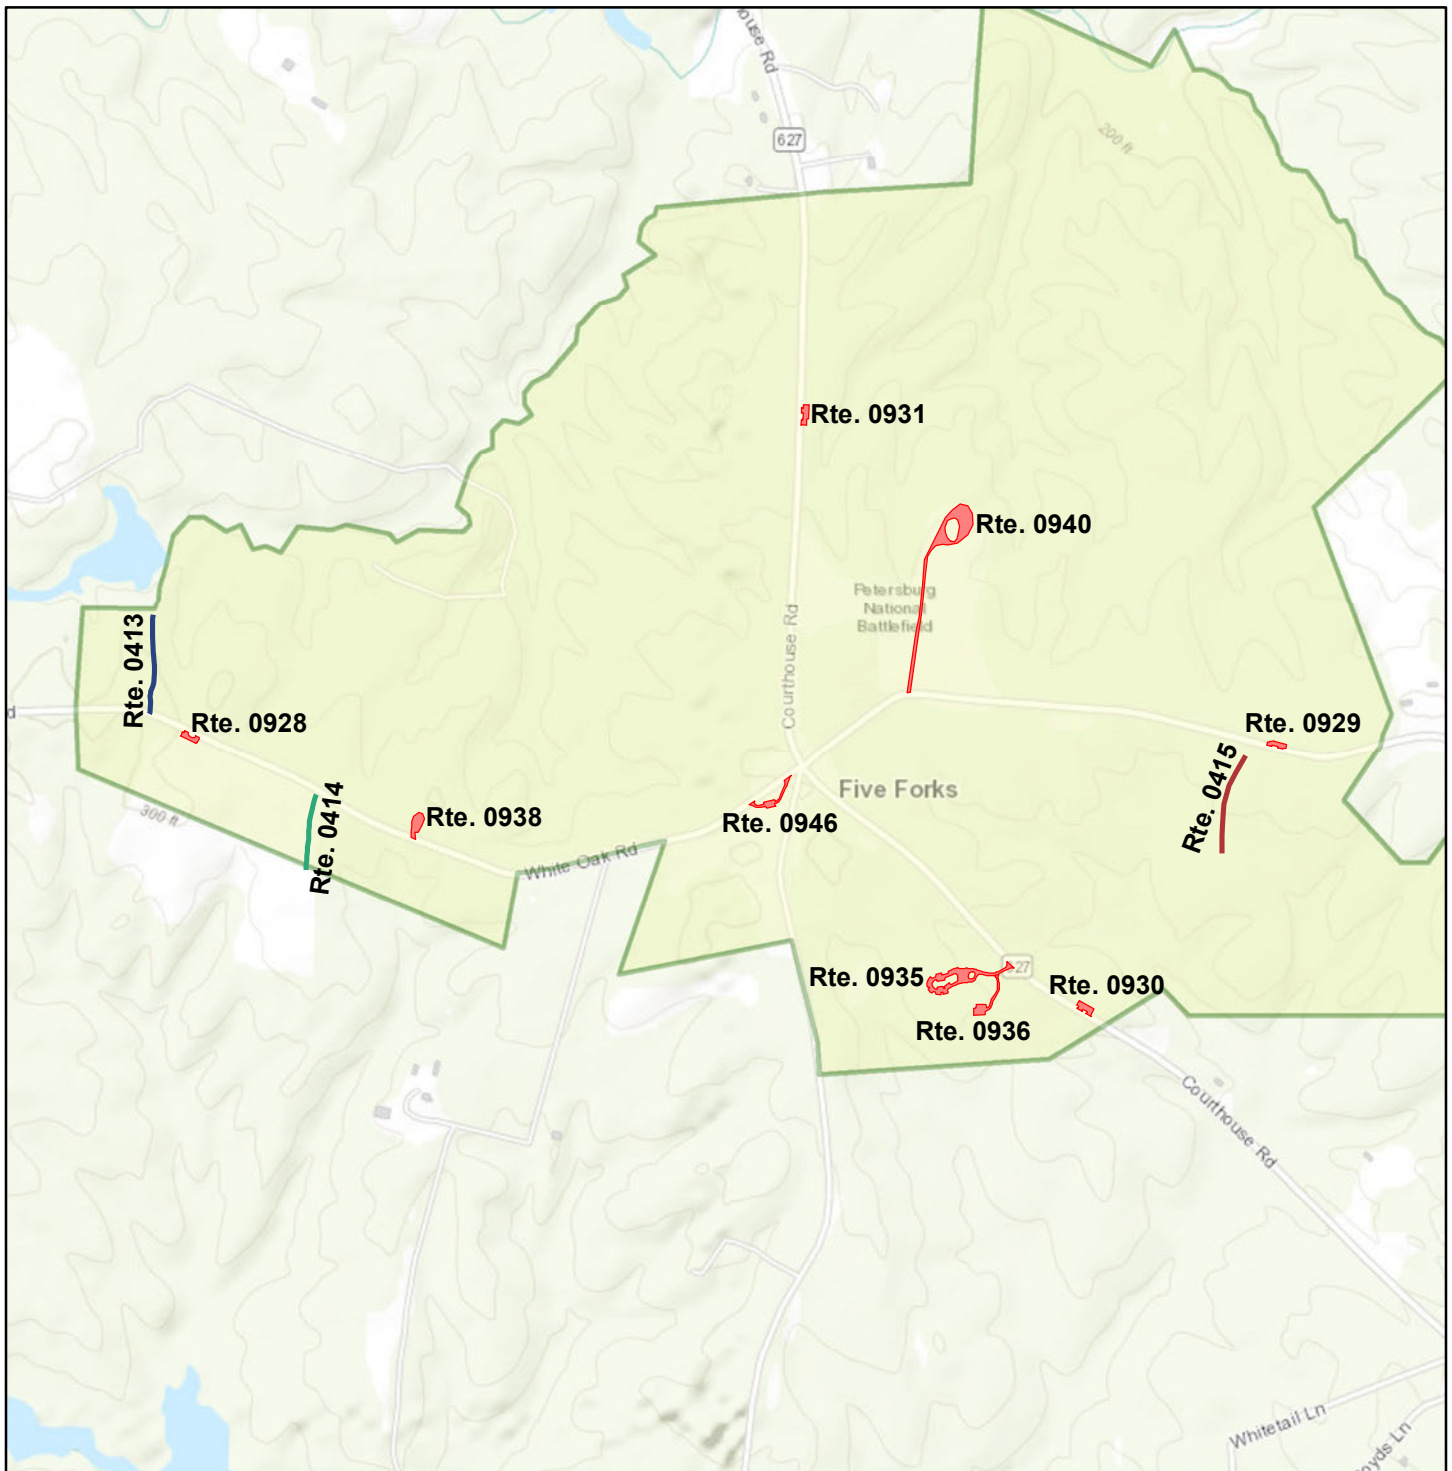 ouse Rd
627
200 ft
Rte. 0931
Rte. 0940
Petersburg
National
Battlefield
Courthouse Rd
Rte. 0413
d
Rte. 0928
Rte. 0929
Rte. 0415
Five Forks
300 ft
Rte. 0414
Rte. 0938
Rte. 0946
White Oak Rd
Rte. 0935
627
Rte. 0930
Rte. 0936
Courthouse Rd
Whitetail Ln
oyds Ln